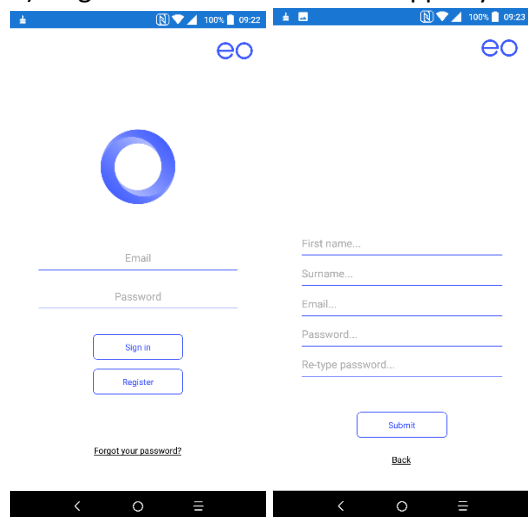 100% 09:22
eo
Email
Password
Sign in
Register
Forgot your password?
N 100% 09:23
eo
First name...
Surname...
Email...
Password...
Re-type password...
Submit
Back